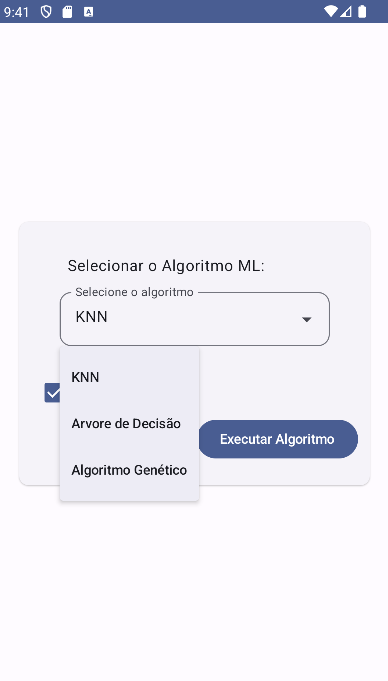 9:41
Selecionar o Algoritmo ML:
Selecione o algoritmo
KNN
KNN
Arvore de Decisão
Executar Algoritmo
Algoritmo Genético